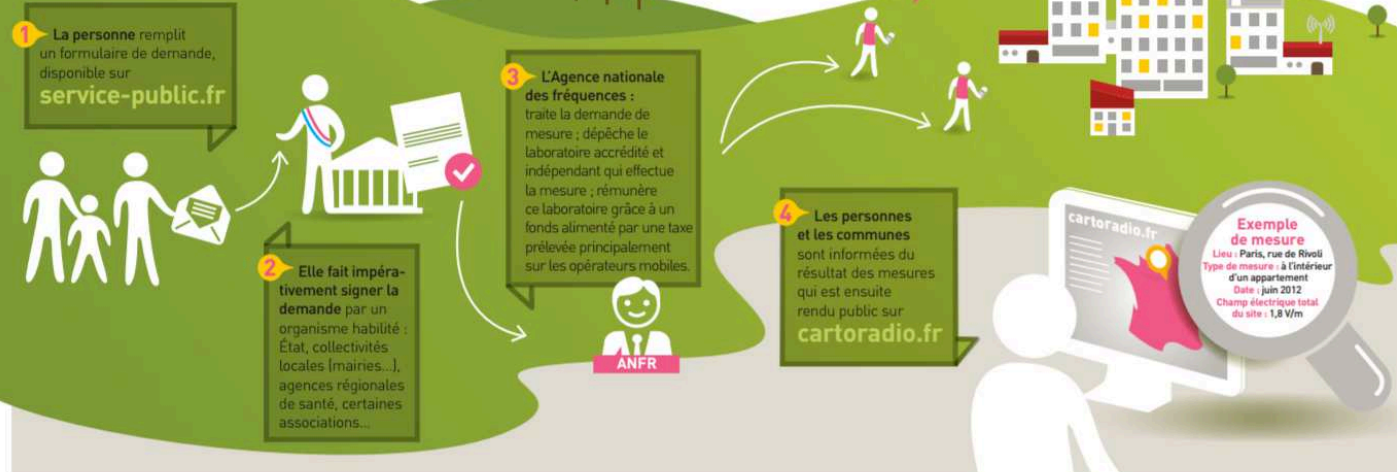 1 La personne remplit
un formulaire de demande,
disponible sur
service-public.fr
2 Elle fait impéra-
tivement signer la
demande par un
organisme habilité :
État, collectivités
locales (mairies...),
agences régionales
de santé, certaines
associations...
3 L'Agence nationale
des fréquences :
traite la demande de
mesure ; dépêche le
laboratoire accrédité et
indépendant qui effectue
la mesure ; rémunère
ce laboratoire grâce à un
fonds alimenté par une taxe
prélevée principalement
sur les opérateurs mobiles.
ANFR
4 Les personnes
et les communes
sont informées du
résultat des mesures
qui est ensuite
rendu public sur
cartoradio.fr
cartoradio.fr
Exemple
de mesure
Lieu : Paris, rue de Rivoli
Type de mesure : à l'intérieur
d'un appartement
Date : juin 2012
Champ électrique total
du site : 1,8 V/m